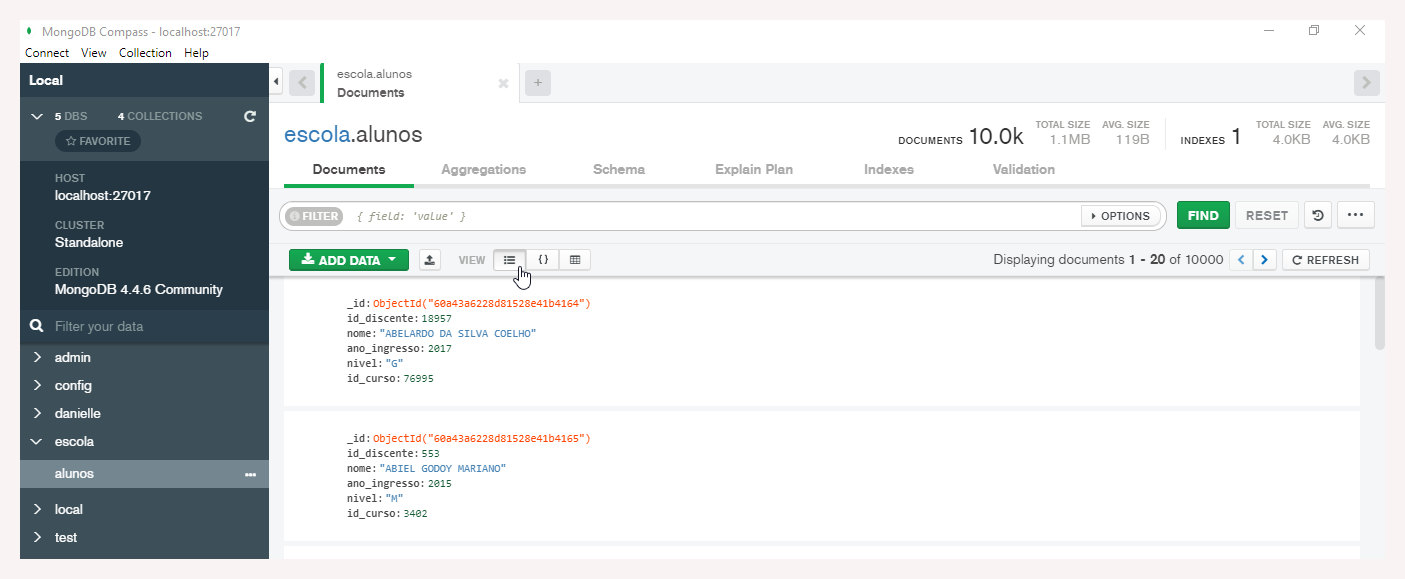 MongoDB Compass - localhost:27017
Connect View Collection Help
Local
5 DBS 4 COLLECTIONS
FAVORITE
HOST
localhost:27017
CLUSTER
Standalone
EDITION
MongoDB 4.4.6 Community
Filter your data
admin
config
danielle
escola
alunos
local
test
escola.alunos
Documents
escola.alunos
DOCUMENTS 10.0k TOTAL SIZE 1.1MB AVG. SIZE 119B INDEXES 1 TOTAL SIZE 4.0KB AVG. SIZE 4.0KB
Documents Aggregations Schema Explain Plan Indexes Validation
FILTER { field: 'value' } OPTIONS FIND RESET ...
ADD DATA VIEW {} Displaying documents 1 - 20 of 10000 < > REFRESH
_id: ObjectId("60a43a6228d81528e41b4164")
id_discente: 18957
nome: "ABELARDO DA SILVA COELHO"
ano_ingresso: 2017
nivel: "G"
id_curso: 76995
_id: ObjectId("60a43a6228d81528e41b4165")
id_discente: 553
nome: "ABIEL GODOY MARIANO"
ano_ingresso: 2015
nivel: "M"
id_curso: 3402